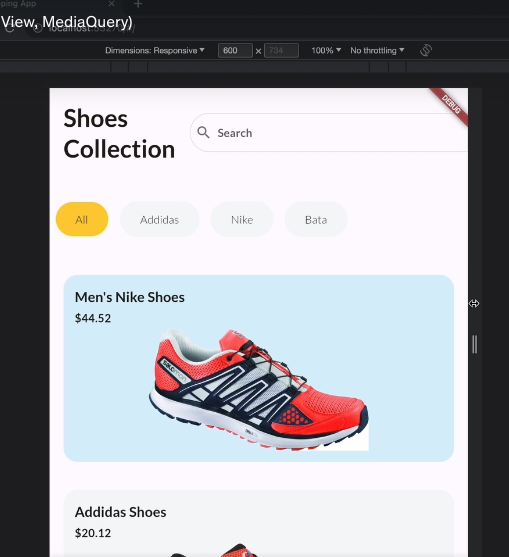 ping App
View, MediaQuery)
Dimensions: Responsive 600 x 734 100% No throttling
DEBUG
Shoes
Collection
Search
All Addidas Nike Bata
Men's Nike Shoes
$44.52
Addidas Shoes
$20.12